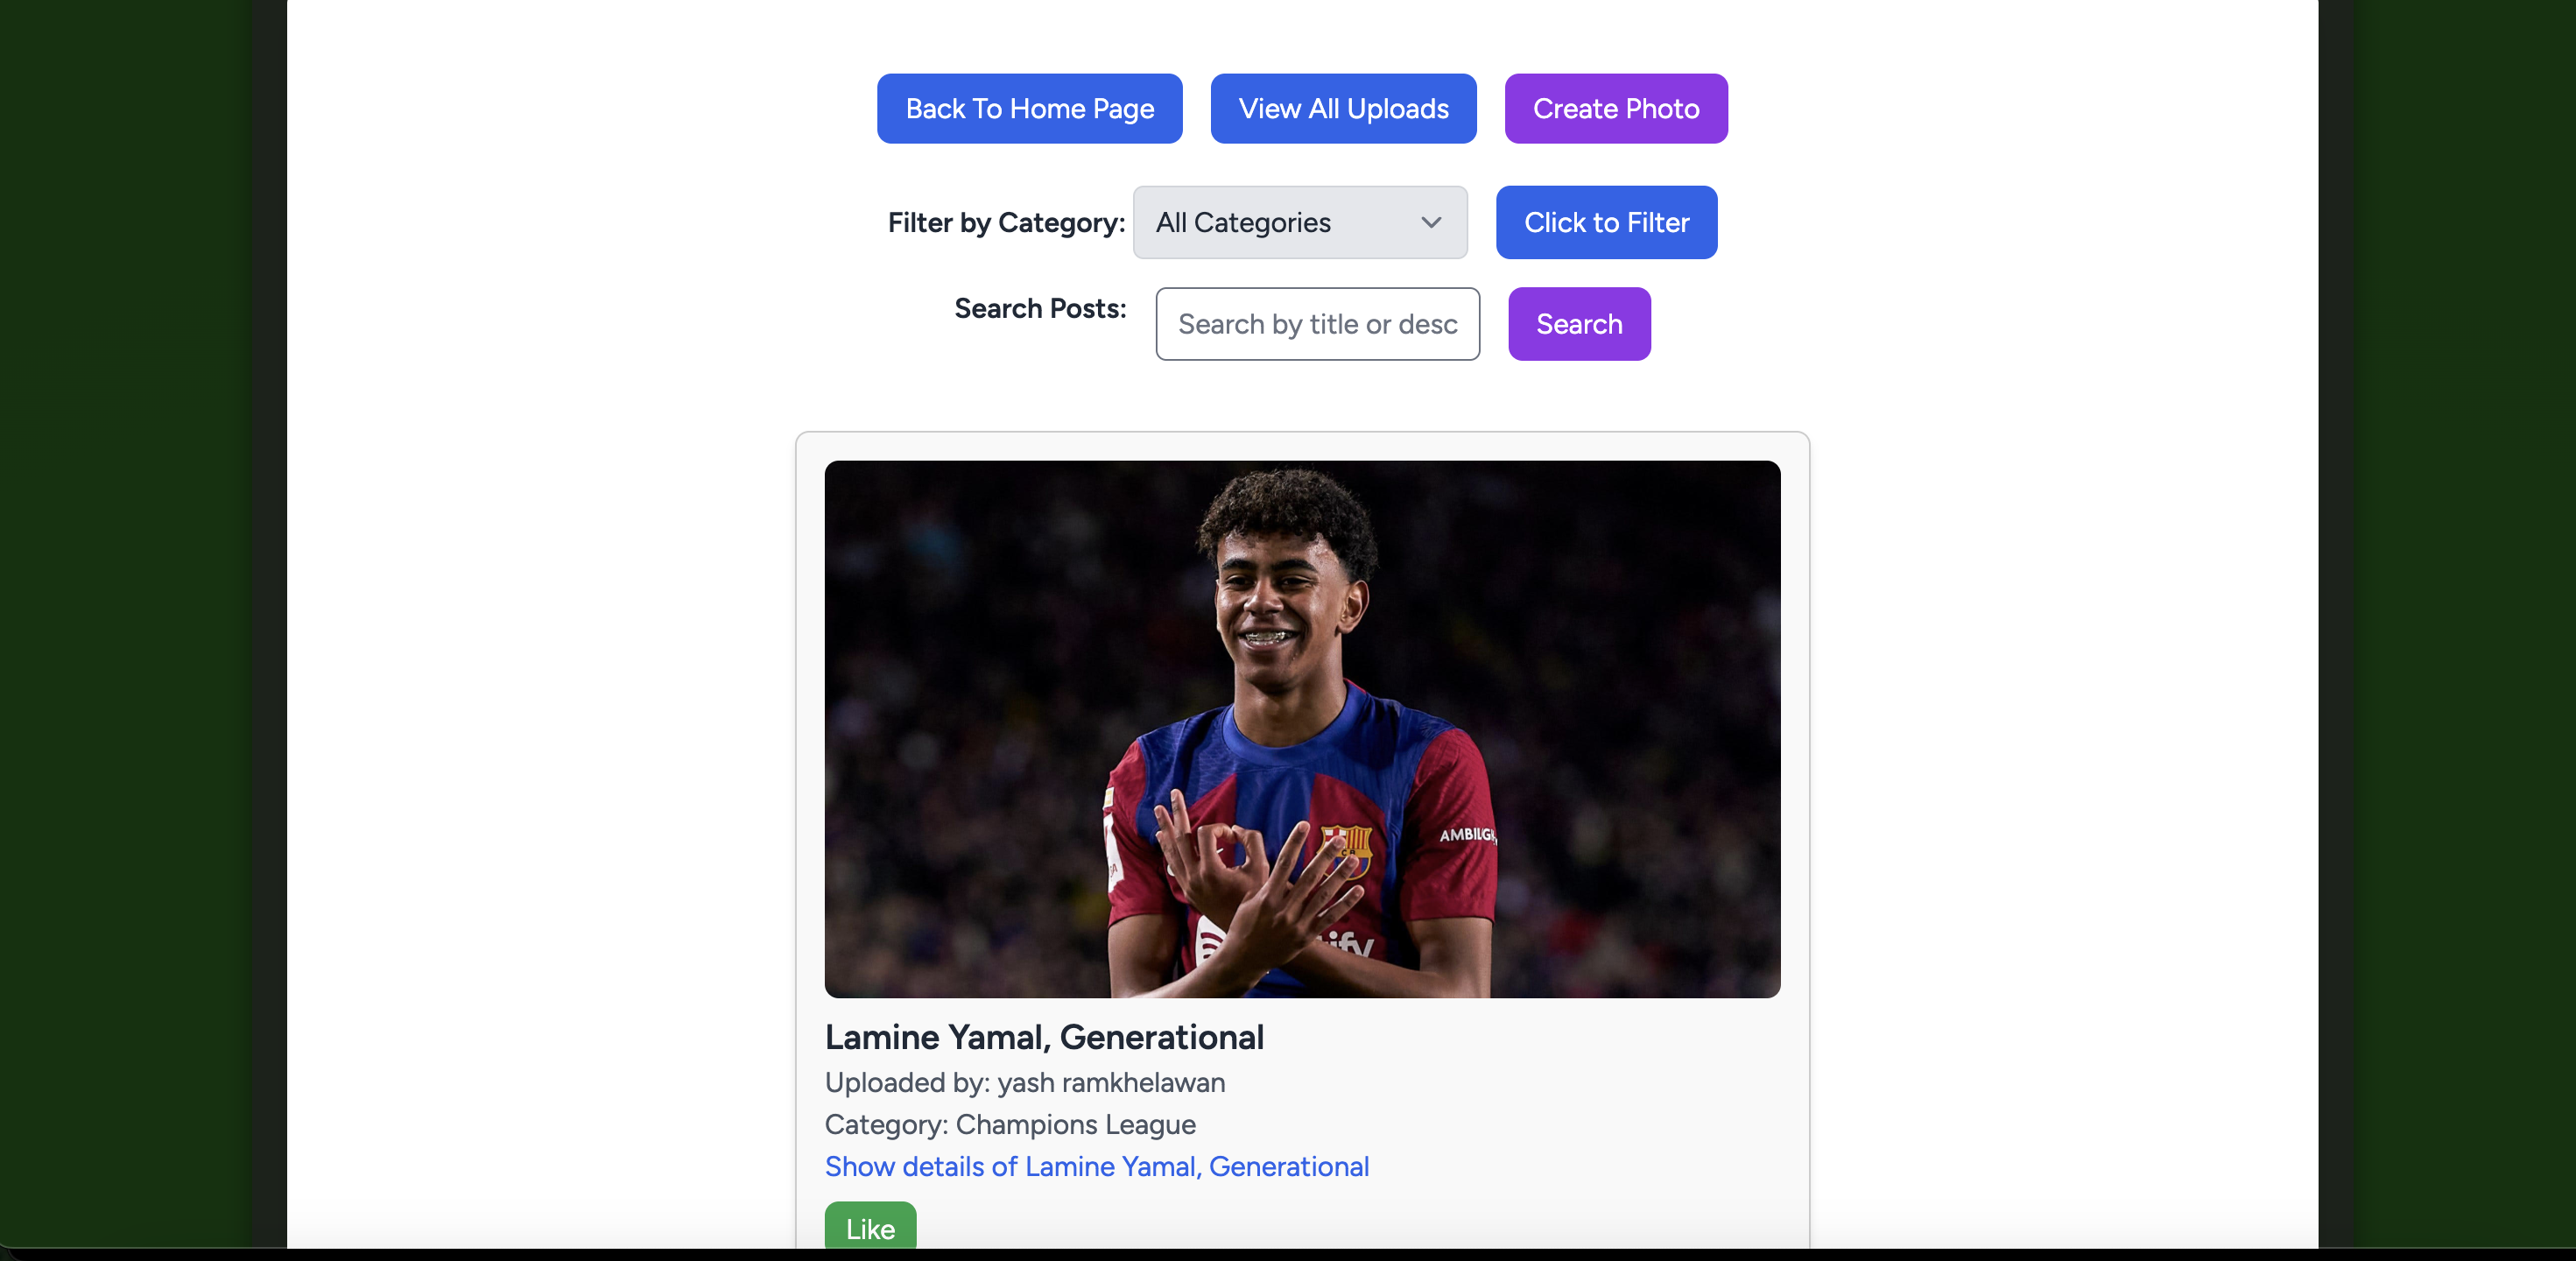 Back To Home Page View All Uploads Create Photo
Filter by Category: All Categories Click to Filter
Search Posts: Search by title or desc Search
AMBILGH
tify
Lamine Yamal, Generational
Uploaded by: yash ramkhelawan
Category: Champions League
Show details of Lamine Yamal, Generational
Like